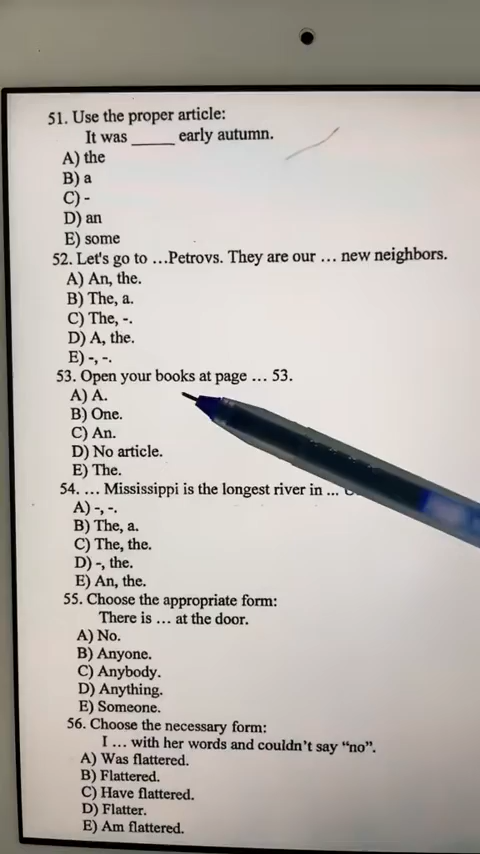 51. Use the proper article:
It was _____ early autumn.
A) the
B) a
C) -
D) an
E) some
52. Let's go to …Petrovs. They are our … new neighbors.
A) An, the.
B) The, a.
C) The, -.
D) A, the.
E) -, -.
53. Open your books at page … 53.
A) A.
B) One.
C) An.
D) No article.
E) The.
54. … Mississippi is the longest river in ...
A) -, -.
B) The, a.
C) The, the.
D) -, the.
E) An, the.
55. Choose the appropriate form:
There is … at the door.
A) No.
B) Anyone.
C) Anybody.
D) Anything.
E) Someone.
56. Choose the necessary form:
I … with her words and couldn't say “no”.
A) Was flattered.
B) Flattered.
C) Have flattered.
D) Flatter.
E) Am flattered.